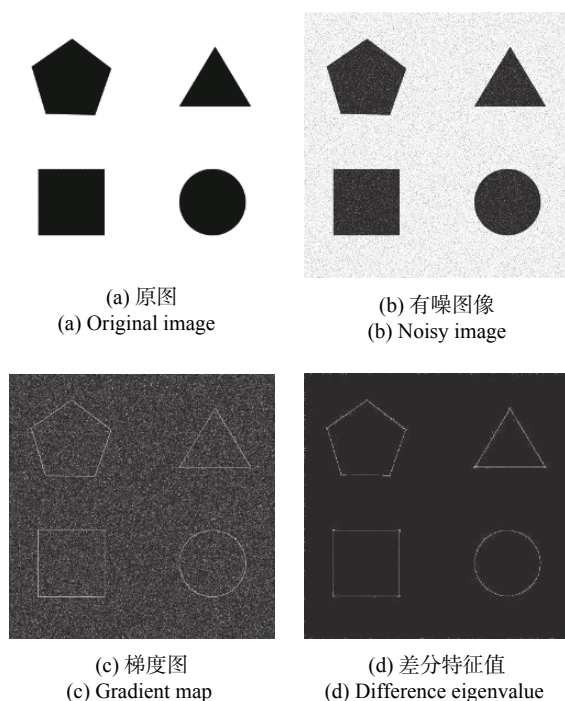 (a) 原图
(a) Original image
(b) 有噪图像
(b) Noisy image
(c) 梯度图
(c) Gradient map
(d) 差分特征值
(d) Difference eigenvalue